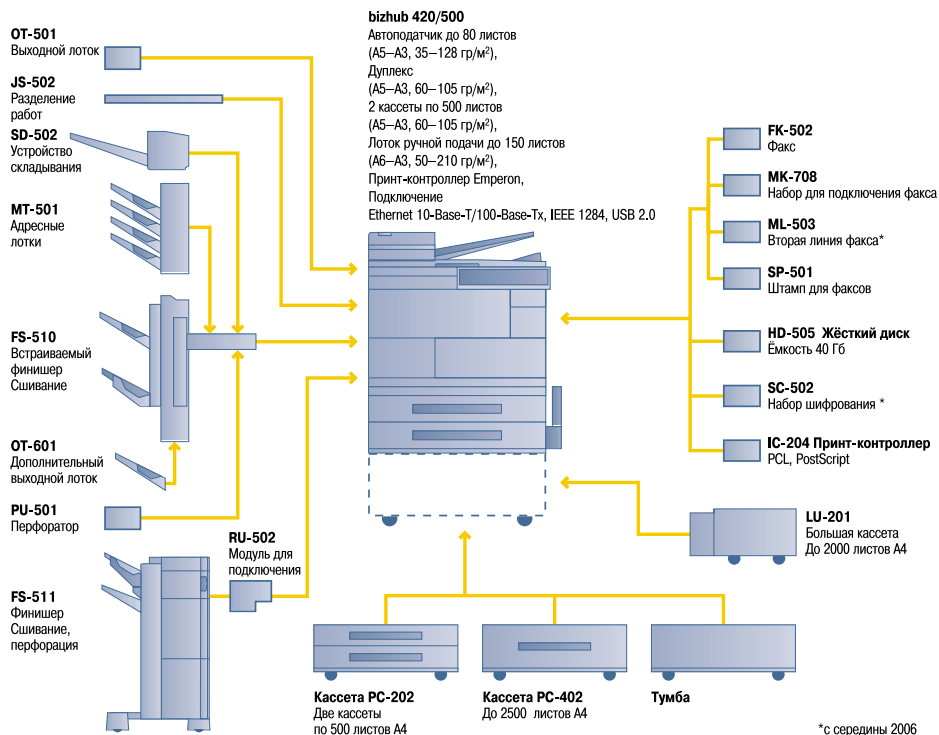 bizhub 420/500
Автоподатчик до 80 листов
(A5–A3, 35–128 гр/м²),
Дуплекс
(A5–A3, 60–105 гр/м²),
2 кассеты по 500 листов
(A5–A3, 60–105 гр/м²),
Лоток ручной подачи до 150 листов
(A6–A3, 50–210 гр/м²),
Принт-контроллер Emperon,
Подключение
Ethernet 10-Base-T/100-Base-Tx, IEEE 1284, USB 2.0
OT-501
Выходной лоток
JS-502
Разделение
работ
SD-502
Устройство
складывания
MT-501
Адресные
лотки
FS-510
Встраиваемый
финишер
Сшивание
OT-601
Дополнительный
выходной лоток
PU-501
Перфоратор
RU-502
Модуль для
подключения
FS-511
Финишер
Сшивание,
перфорация
FK-502
Факс
MK-708
Набор для подключения факса
ML-503
Вторая линия факса*
SP-501
Штамп для факсов
HD-505 Жёсткий диск
Ёмкость 40 Гб
SC-502
Набор шифрования *
IC-204 Принт-контроллер
PCL, PostScript
LU-201
Большая кассета
До 2000 листов А4
Кассета PC-202
Две кассеты
по 500 листов А4
Кассета PC-402
До 2500 листов А4
Тумба
*с середины 2006